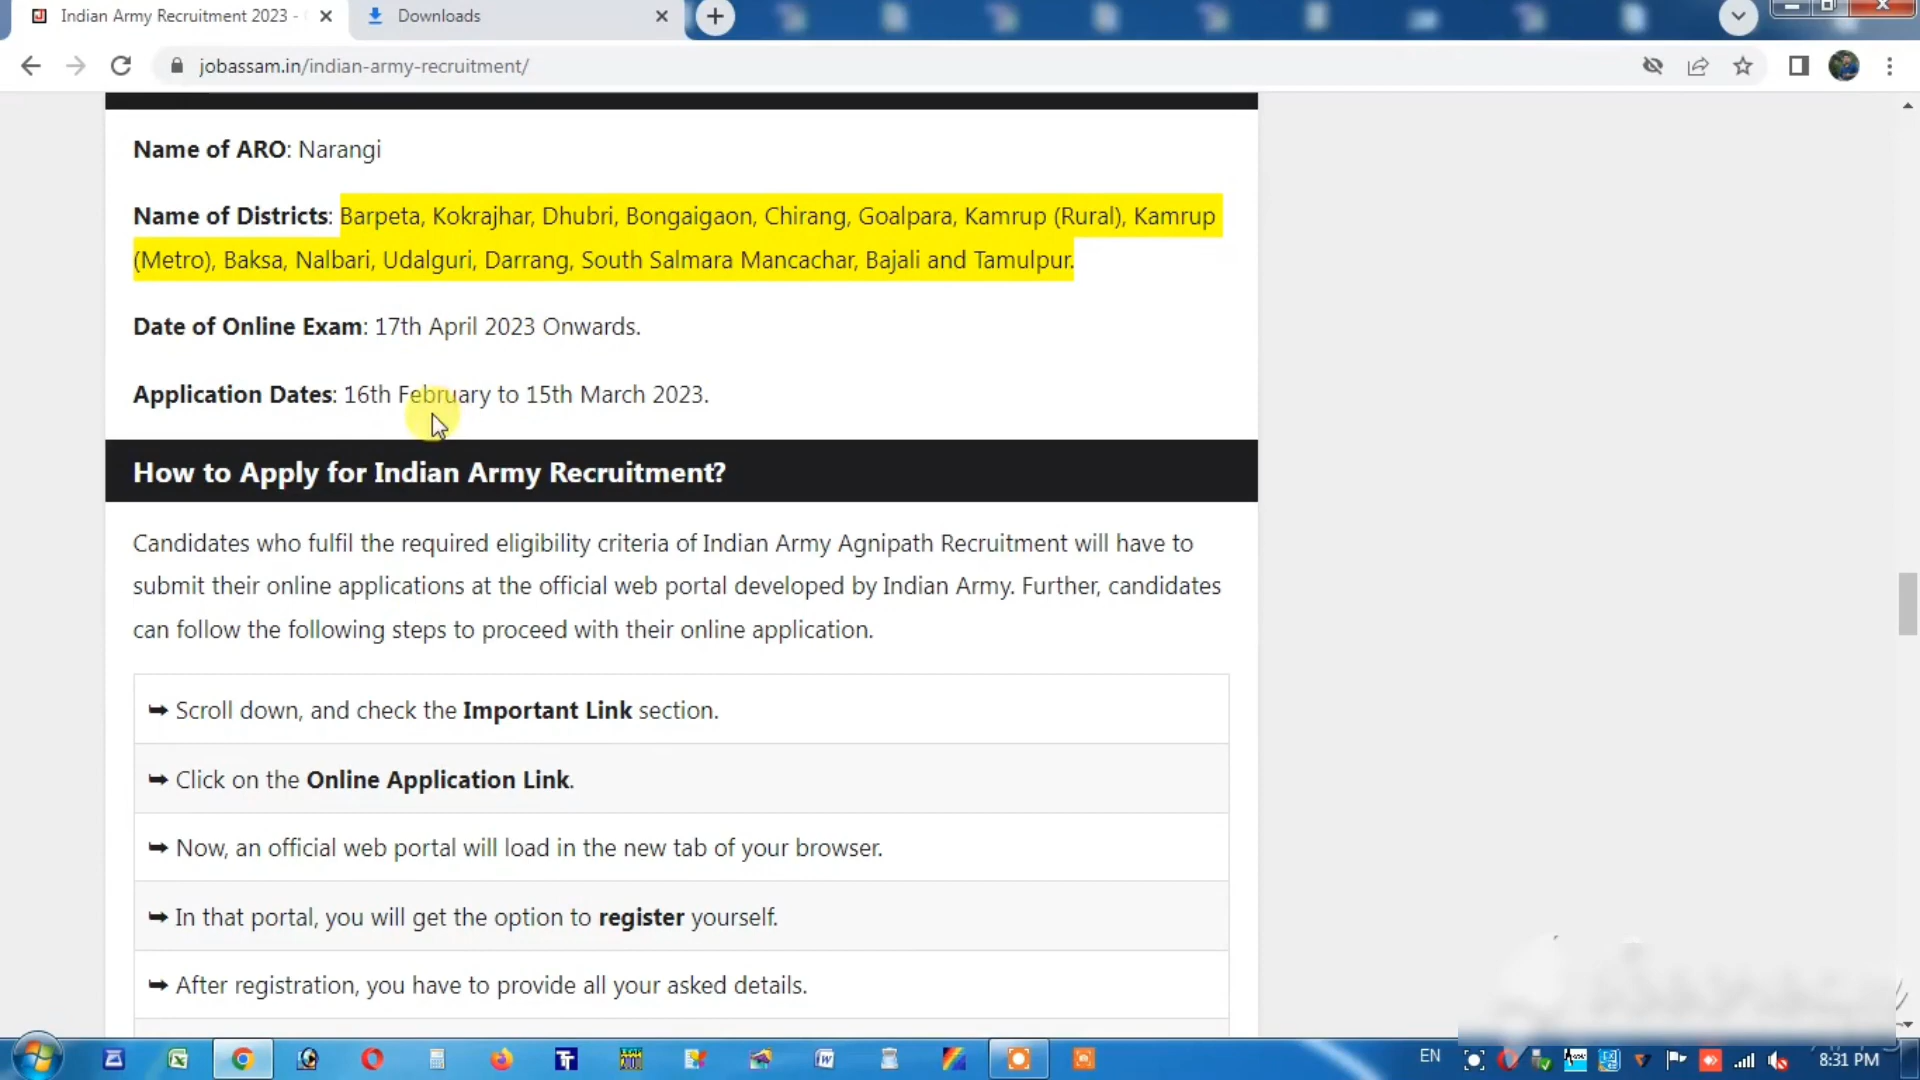 Indian Army Recruitment 2023 -
Downloads
jobassam.in/indian-army-recruitment/
Name of ARO: Narangi
Name of Districts: Barpeta, Kokrajhar, Dhubri, Bongaigaon, Chirang, Goalpara, Kamrup (Rural), Kamrup
(Metro), Baksa, Nalbari, Udalguri, Darrang, South Salmara Mancachar, Bajali and Tamulpur.
Date of Online Exam: 17th April 2023 Onwards.
Application Dates: 16th February to 15th March 2023.
How to Apply for Indian Army Recruitment?
Candidates who fulfil the required eligibility criteria of Indian Army Agnipath Recruitment will have to
submit their online applications at the official web portal developed by Indian Army. Further, candidates
can follow the following steps to proceed with their online application.
➥ Scroll down, and check the Important Link section.
➥ Click on the Online Application Link.
➥ Now, an official web portal will load in the new tab of your browser.
➥ In that portal, you will get the option to register yourself.
➥ After registration, you have to provide all your asked details.
EN
8:31 PM